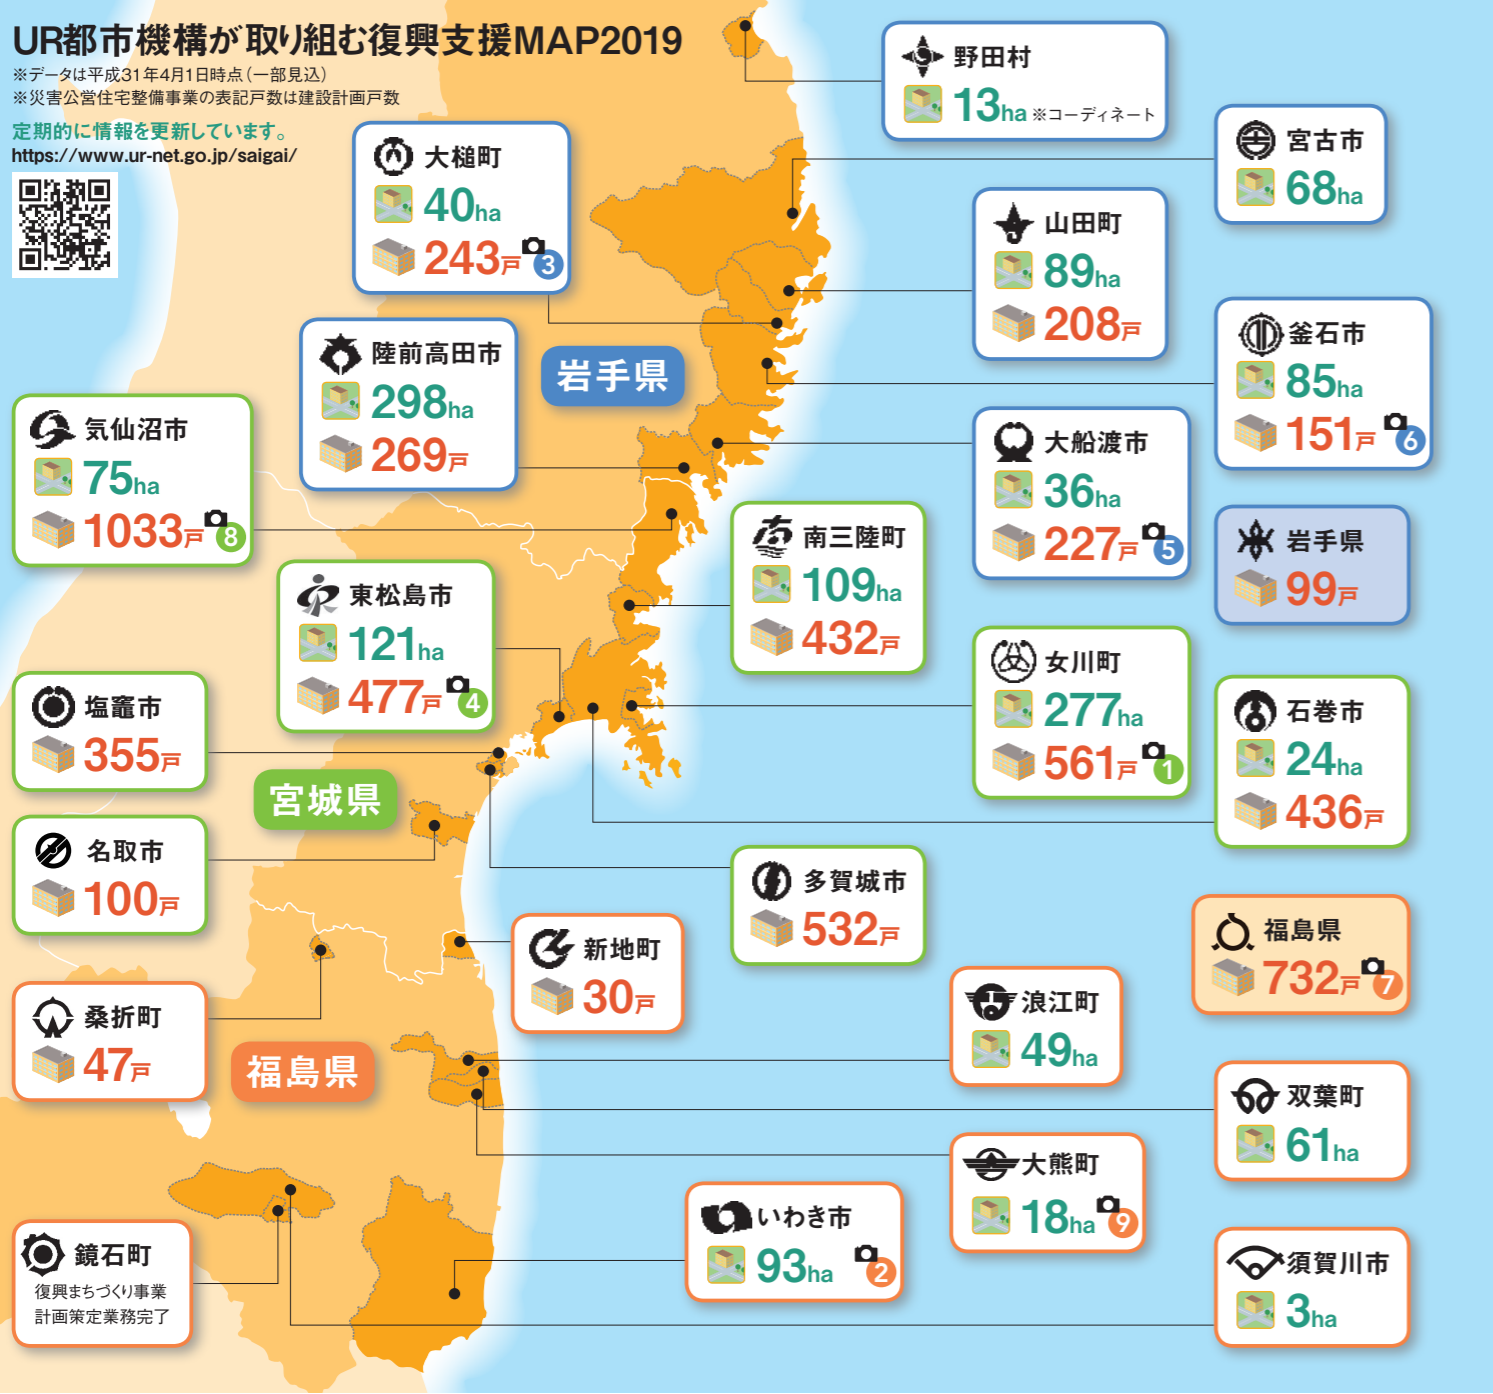 UR都市機構が取り組む復興支援MAP2019
※データは平成31年4月1日時点（一部見込）
※災害公営住宅整備事業の表記戸数は建設計画戸数
定期的に情報を更新しています。
https://www.ur-net.go.jp/saigai/
野田村
13ha ※コーディネート
宮古市
68ha
大槌町
40ha
243戸 3
山田町
89ha
208戸
釜石市
85ha
151戸 6
陸前高田市
298ha
269戸
岩手県
気仙沼市
75ha
1033戸 8
大船渡市
36ha
227戸 5
岩手県
99戸
南三陸町
109ha
432戸
東松島市
121ha
477戸 4
女川町
277ha
561戸 1
石巻市
24ha
436戸
塩竈市
355戸
宮城県
名取市
100戸
多賀城市
532戸
新地町
30戸
福島県
732戸 7
桑折町
47戸
福島県
浪江町
49ha
双葉町
61ha
大熊町
18ha 9
いわき市
93ha 2
鏡石町
復興まちづくり事業
計画策定業務完了
須賀川市
3ha